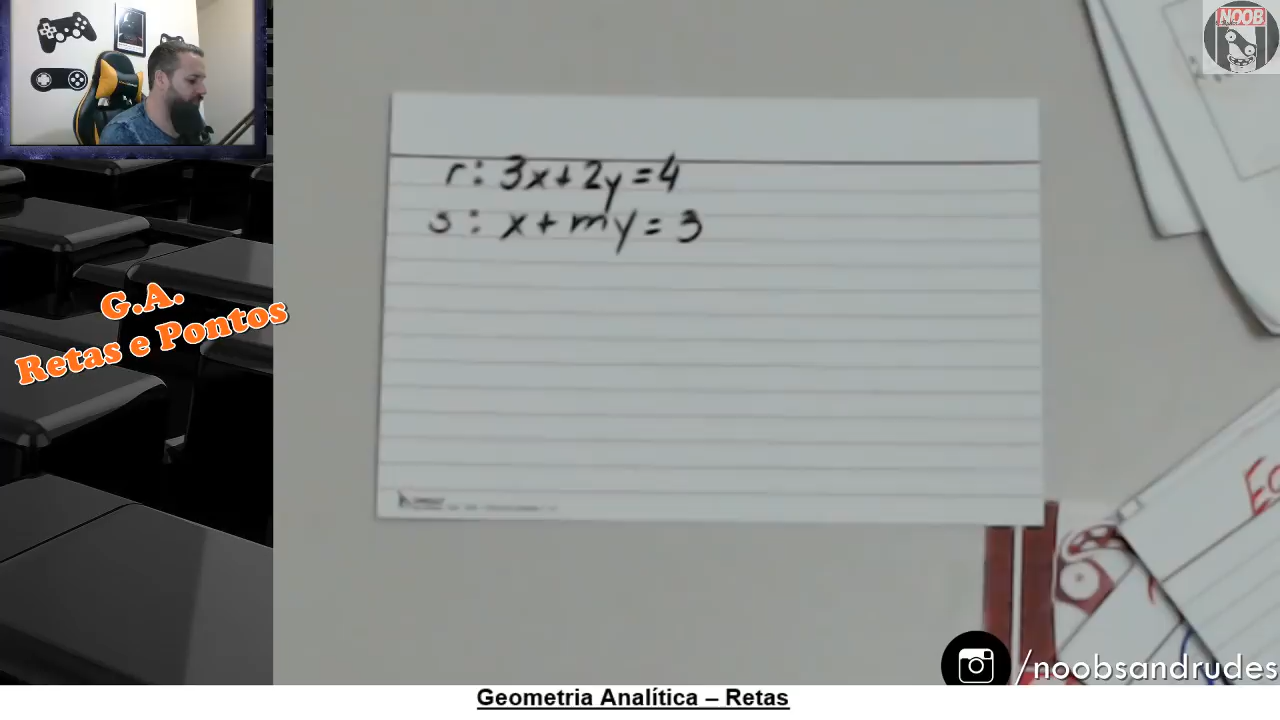 NOOB
r: 3x+2y=4
s: x+my=3
G.A.
Retas e Pontos
/noobsandrudes
Geometria Analítica – Retas